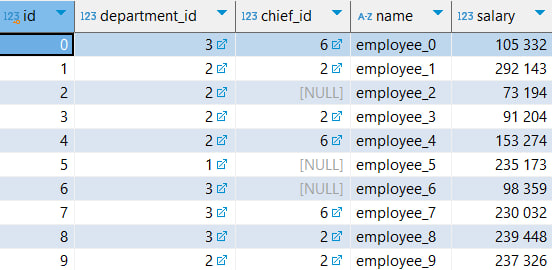 123 id 123 department_id 123 chief_id A-Z name 123 salary
0 3 6 employee_0 105 332
1 2 2 employee_1 292 143
2 2 [NULL] employee_2 73 194
3 2 2 employee_3 91 204
4 2 6 employee_4 153 274
5 1 [NULL] employee_5 235 173
6 3 [NULL] employee_6 98 359
7 3 6 employee_7 230 032
8 3 2 employee_8 239 448
9 2 2 employee_9 237 326